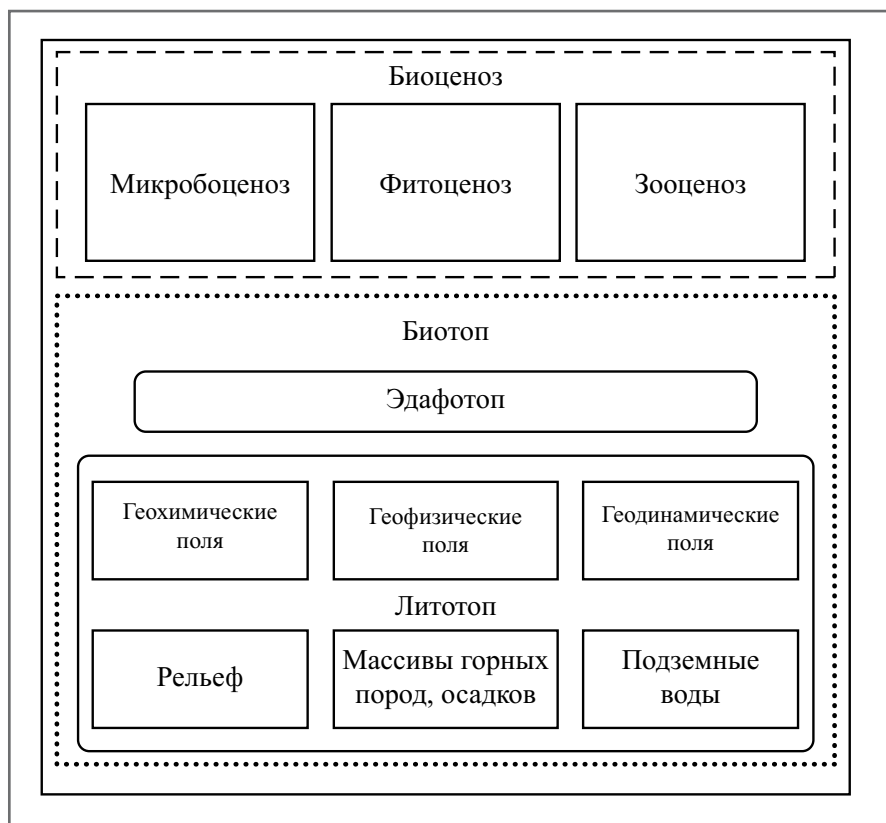 Биоценоз
Микробоценоз
Фитоценоз
Зооценоз
Биотоп
Эдафотоп
Геохимические
поля
Геофизические
поля
Геодинамические
поля
Литотоп
Рельеф
Массивы горных
пород, осадков
Подземные
воды